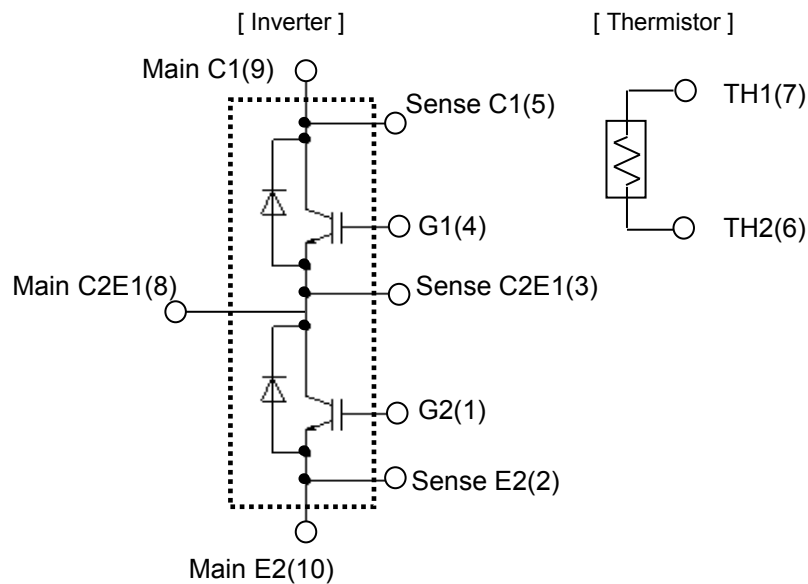 [ Inverter ]
[ Thermistor ]
Main C1(9)
Sense C1(5)
TH1(7)
G1(4)
TH2(6)
Main C2E1(8)
Sense C2E1(3)
G2(1)
Sense E2(2)
Main E2(10)